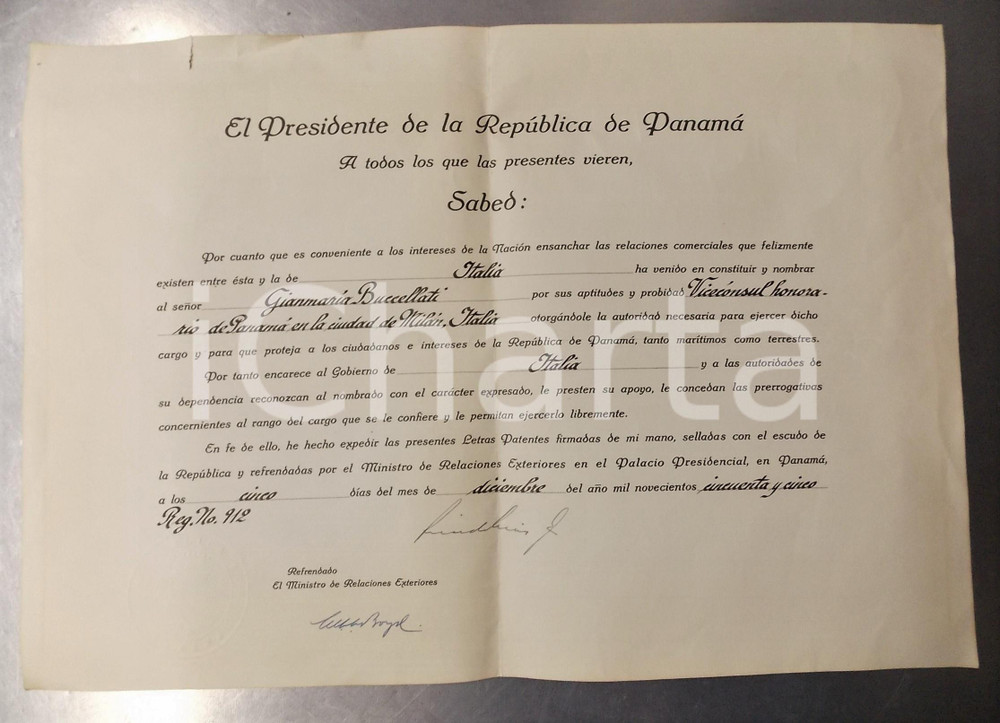 El Presidente de la República de Panamá
A todos los que las presentes vieren,
Sabed:
Por cuanto que es conveniente a los intereses de la Nación ensanchar las relaciones comerciales que felizmente
existen entre ésta y la de Italia ha venido en constituir y nombrar
al señor Gianmaría Buccellati por sus aptitudes y probidad Vicecónsul honora-
rio de Panamá en la ciudad de Milán, Italia otorgándole la autoridad necesaria para ejercer dicho
cargo y para que proteja a los ciudadanos e intereses de la República de Panamá, tanto marítimos como terrestres.
Por tanto encarece al Gobierno de Italia y a las autoridades de
su dependencia reconozcan al nombrado con el carácter expresado, le presten su apoyo, le concedan las prerrogativas
concernientes al rango del cargo que se le confiere y le permitan ejercerlo libremente.
En fe de ello, he hecho expedir las presentes Letras Patentes firmadas de mi mano, selladas con el escudo de
la República y refrendadas por el Ministro de Relaciones Exteriores en el Palacio Presidencial, en Panamá,
a los cinco días del mes de diciembre del año mil novecientos cincuenta y cinco
Reg. No. 912
Refrendado
El Ministro de Relaciones Exteriores
iCharta